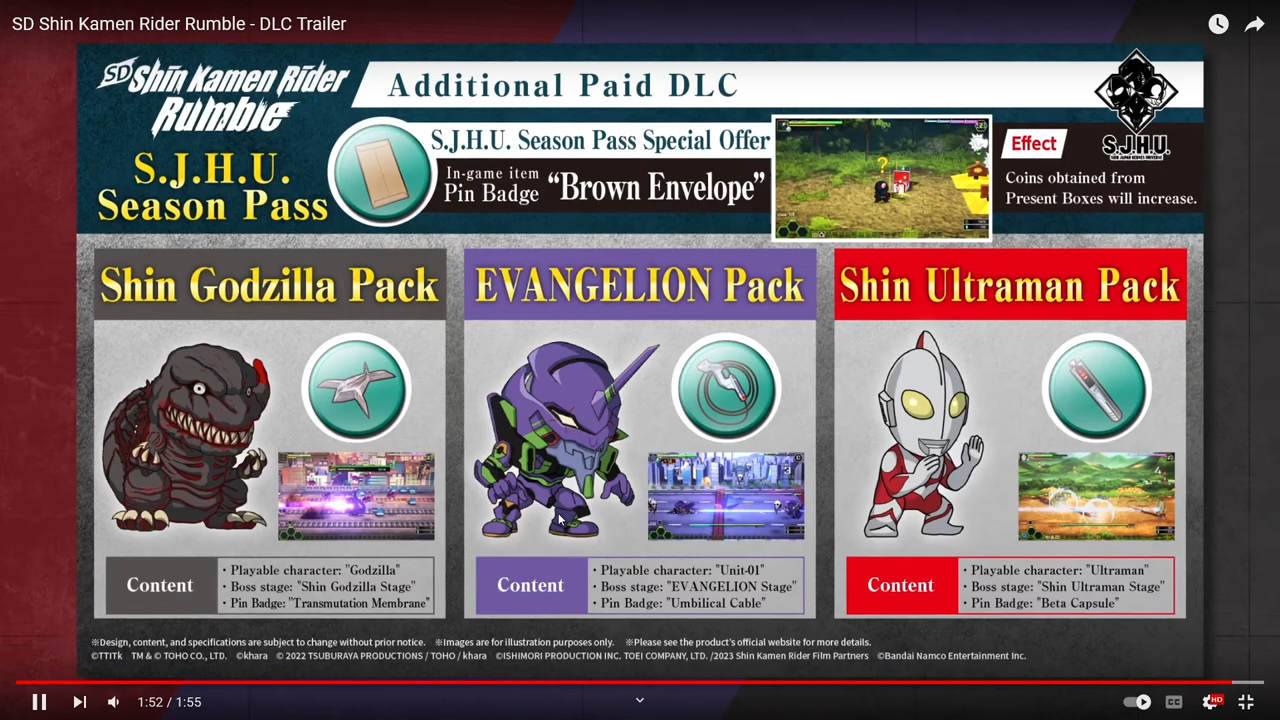 SD Shin Kamen Rider Rumble - DLC Trailer
SD Shin Kamen Rider
Rumble
Additional Paid DLC
S.J.H.U.
SHIN JAPAN HEROES UNIVERSE
S.J.H.U.
Season Pass
S.J.H.U. Season Pass Special Offer
In-game item
Pin Badge "Brown Envelope"
Effect
Coins obtained from
Present Boxes will increase.
Shin Godzilla Pack
Content
・Playable character: "Godzilla"
・Boss stage: "Shin Godzilla Stage"
・Pin Badge: "Transmutation Membrane"
EVANGELION Pack
Content
・Playable character: "Unit-01"
・Boss stage: "EVANGELION Stage"
・Pin Badge: "Umbilical Cable"
Shin Ultraman Pack
Content
・Playable character: "Ultraman"
・Boss stage: "Shin Ultraman Stage"
・Pin Badge: "Beta Capsule"
※Design, content, and specifications are subject to change without prior notice. ※Images are for illustration purposes only. ※Please see the product's official website for more details.
©TTITk TM & © TOHO CO., LTD. ©khara © 2022 TSUBURAYA PRODUCTIONS / TOHO / khara ©ISHIMORI PRODUCTION INC. TOEI COMPANY, LTD. /2023 Shin Kamen Rider Film Partners ©Bandai Namco Entertainment Inc.
1:52 / 1:55
CC
HD